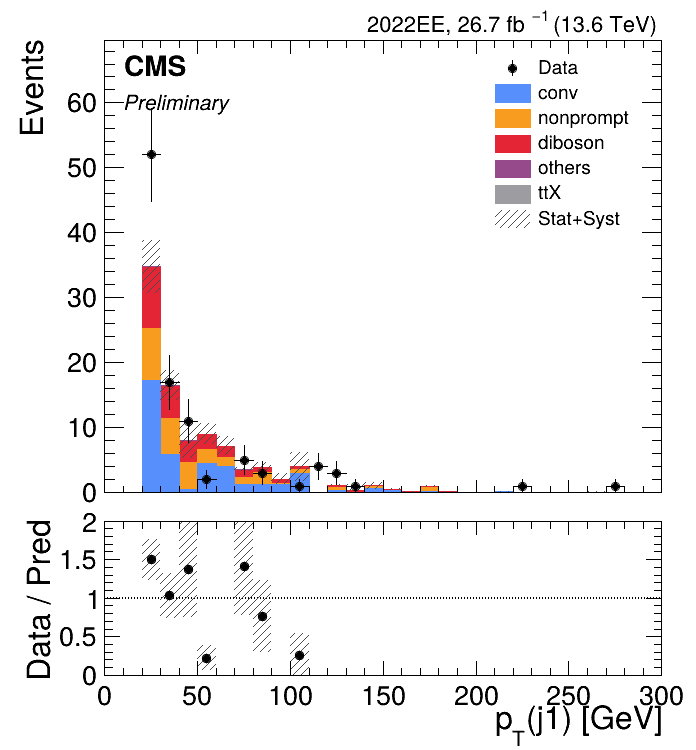 2022EE, 26.7 fb⁻¹ (13.6 TeV)
CMS
Preliminary
Events
60
50
40
30
20
10
0
Data
conv
nonprompt
diboson
others
ttX
Stat+Syst
Data / Pred
2
1.5
1
0.5
0
0 50 100 150 200 250 300
p_T(j1) [GeV]